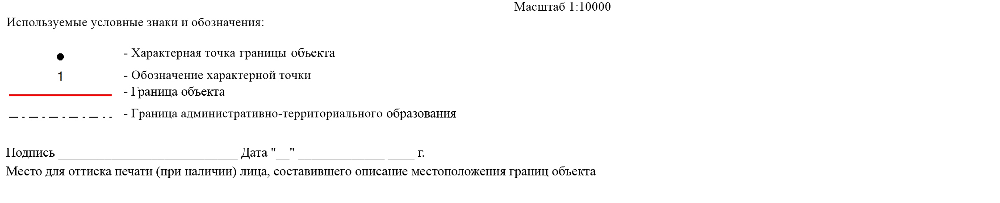 Масштаб 1:10000
Используемые условные знаки и обозначения:
- Характерная точка границы объекта
1 - Обозначение характерной точки
- Граница объекта
- Граница административно-территориального образования
Подпись ___________________________ Дата "__" _____________ ____ г.
Место для оттиска печати (при наличии) лица, составившего описание местоположения границ объекта